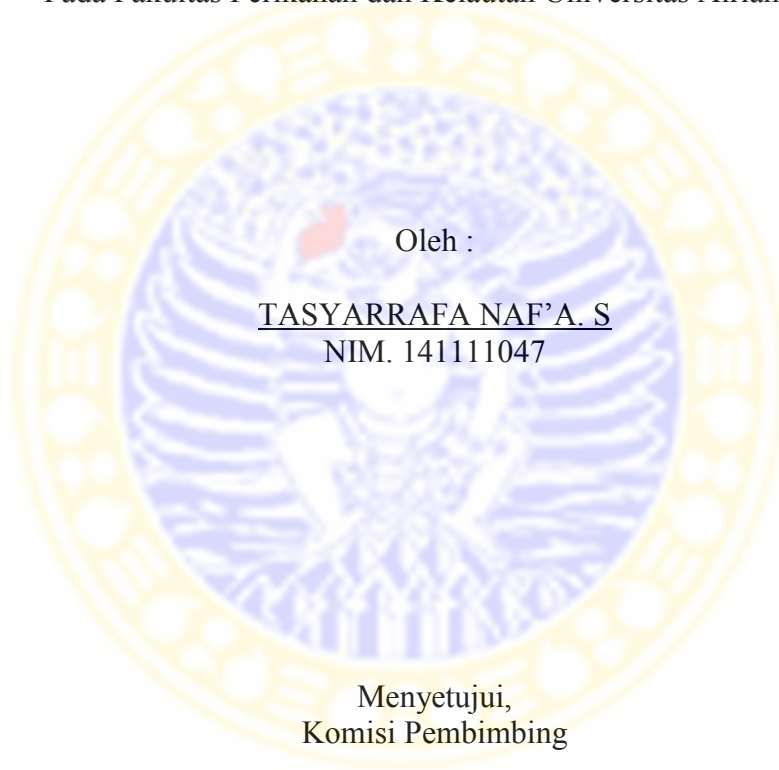 Oleh :
TASYARRAFA NAF’A. S
NIM. 141111047
Menyetujui,
Komisi Pembimbing